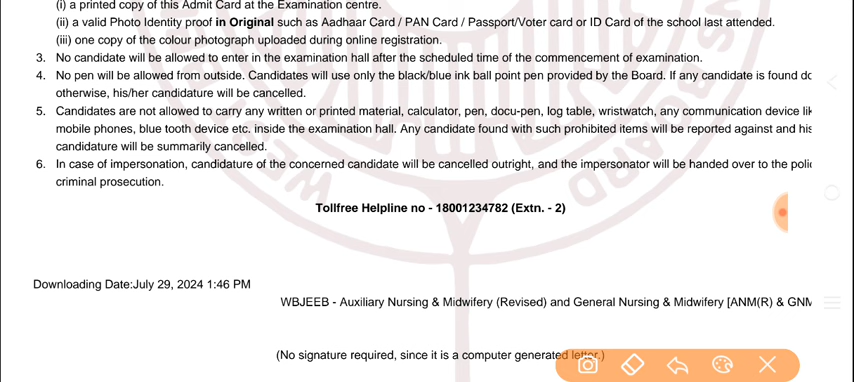 (i) a printed copy of this Admit Card at the Examination centre.
(ii) a valid Photo Identity proof in Original such as Aadhaar Card / PAN Card / Passport/Voter card or ID Card of the school last attended.
(iii) one copy of the colour photograph uploaded during online registration.
3. No candidate will be allowed to enter in the examination hall after the scheduled time of the commencement of examination.
4. No pen will be allowed from outside. Candidates will use only the black/blue ink ball point pen provided by the Board. If any candidate is found
otherwise, his/her candidature will be cancelled.
5. Candidates are not allowed to carry any written or printed material, calculator, pen, docu-pen, log table, wristwatch, any communication device
mobile phones, blue tooth device etc. inside the examination hall. Any candidate found with such prohibited items will be reported against and his
candidature will be summarily cancelled.
6. In case of impersonation, candidature of the concerned candidate will be cancelled outright, and the impersonator will be handed over to the
criminal prosecution.
Tollfree Helpline no - 18001234782 (Extn. - 2)
Downloading Date:July 29, 2024 1:46 PM
WBJEEB - Auxiliary Nursing & Midwifery (Revised) and General Nursing & Midwifery [ANM(R) &
(No signature required, since it is a computer generated letter.)